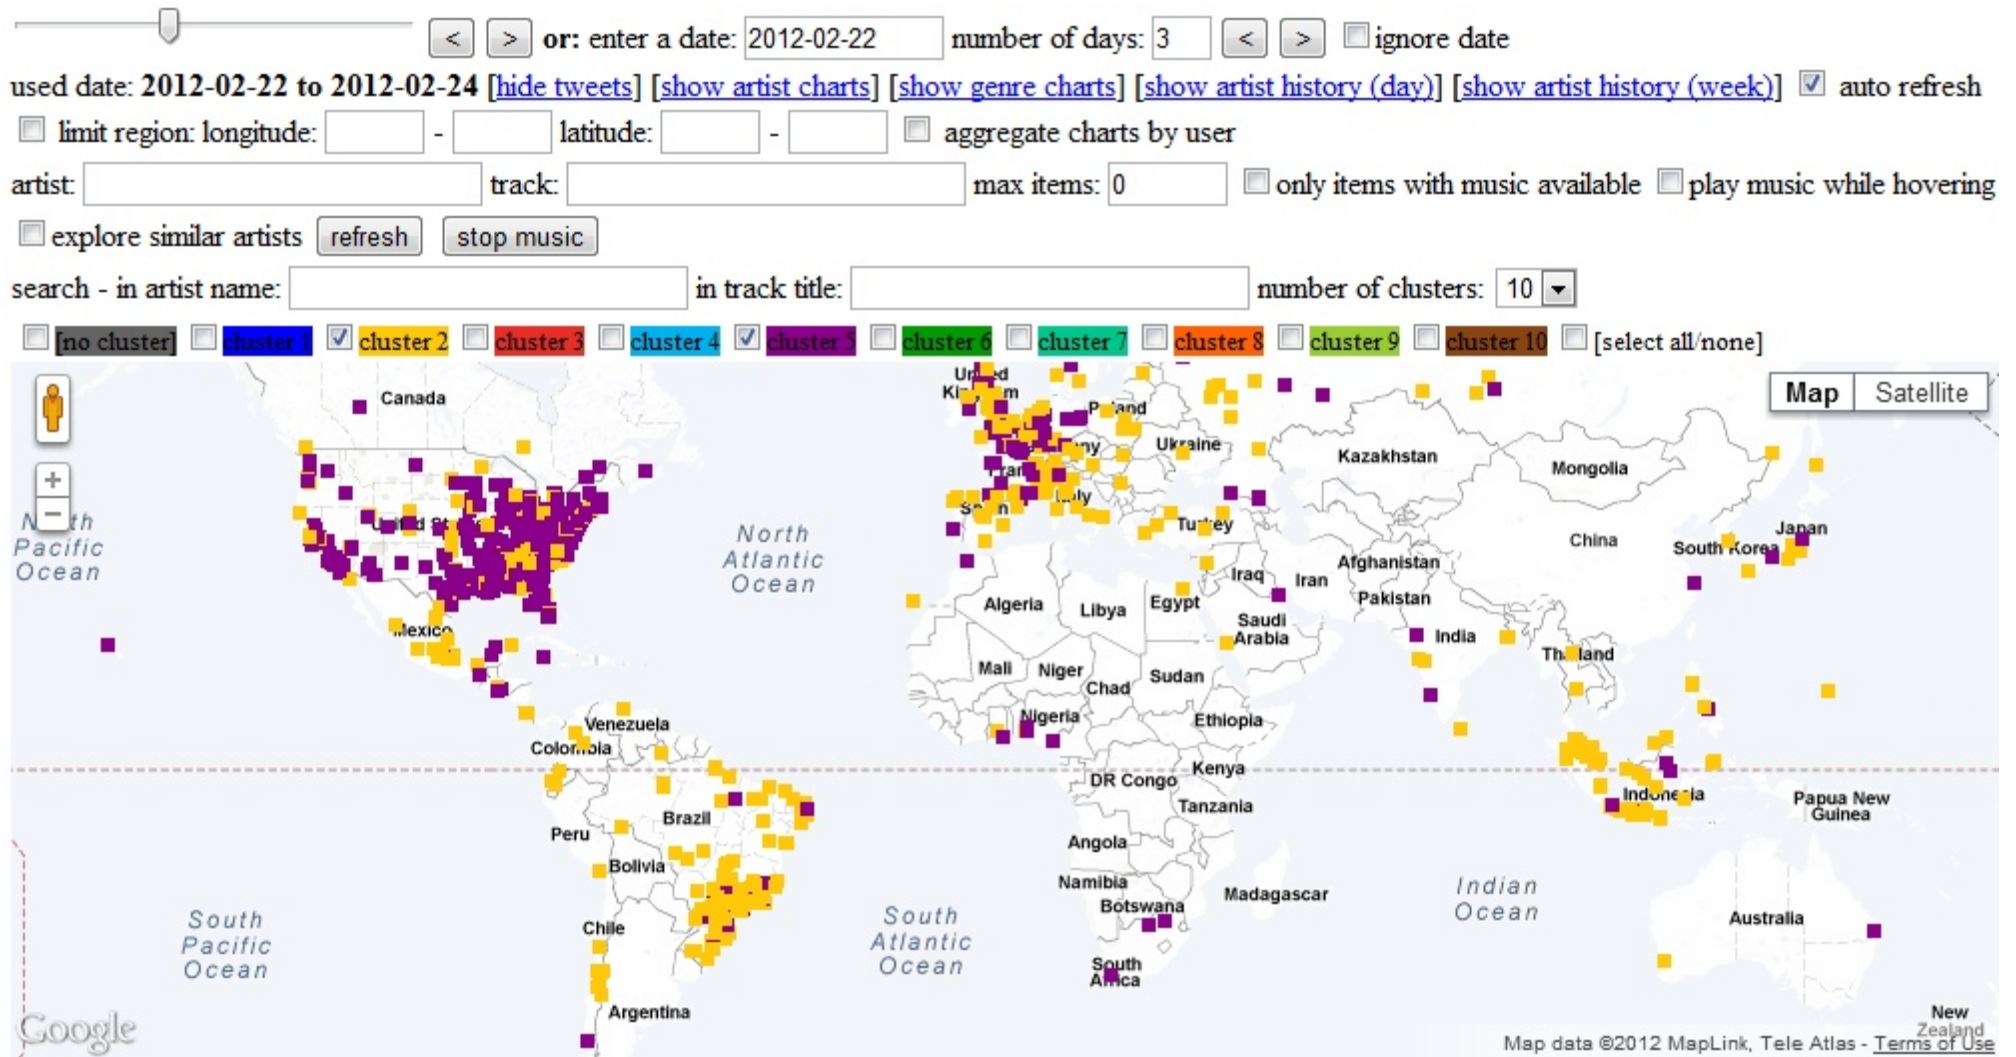 < > or: enter a date: 2012-02-22 number of days: 3 < > ignore date
used date: 2012-02-22 to 2012-02-24 [hide tweets] [show artist charts] [show genre charts] [show artist history (day)] [show artist history (week)] auto refresh
limit region: longitude: - latitude: - aggregate charts by user
artist: track: max items: 0 only items with music available play music while hovering
explore similar artists refresh stop music
search - in artist name: in track title: number of clusters: 10
[no cluster] cluster 1 cluster 2 cluster 3 cluster 4 cluster 5 cluster 6 cluster 7 cluster 8 cluster 9 cluster 10 [select all/none]
Map Satellite
Canada
Ukraine
Kazakhstan
Mongolia
Turkey
China
South Korea
Japan
North
Pacific
Ocean
North
Atlantic
Ocean
Mexico
Algeria
Libya
Egypt
Iraq
Iran
Afghanistan
Pakistan
Saudi
Arabia
India
Thailand
Mali
Niger
Chad
Sudan
Nigeria
Ethiopia
Venezuela
Colombia
DR Congo
Kenya
Tanzania
Indonesia
Papua New
Guinea
Brazil
Peru
Bolivia
Angola
Namibia
Botswana
Madagascar
Indian
Ocean
Australia
Chile
South
Pacific
Ocean
South
Atlantic
Ocean
South
Africa
Argentina
New
Zealand
Google
Map data ©2012 MapLink, Tele Atlas - Terms of Use